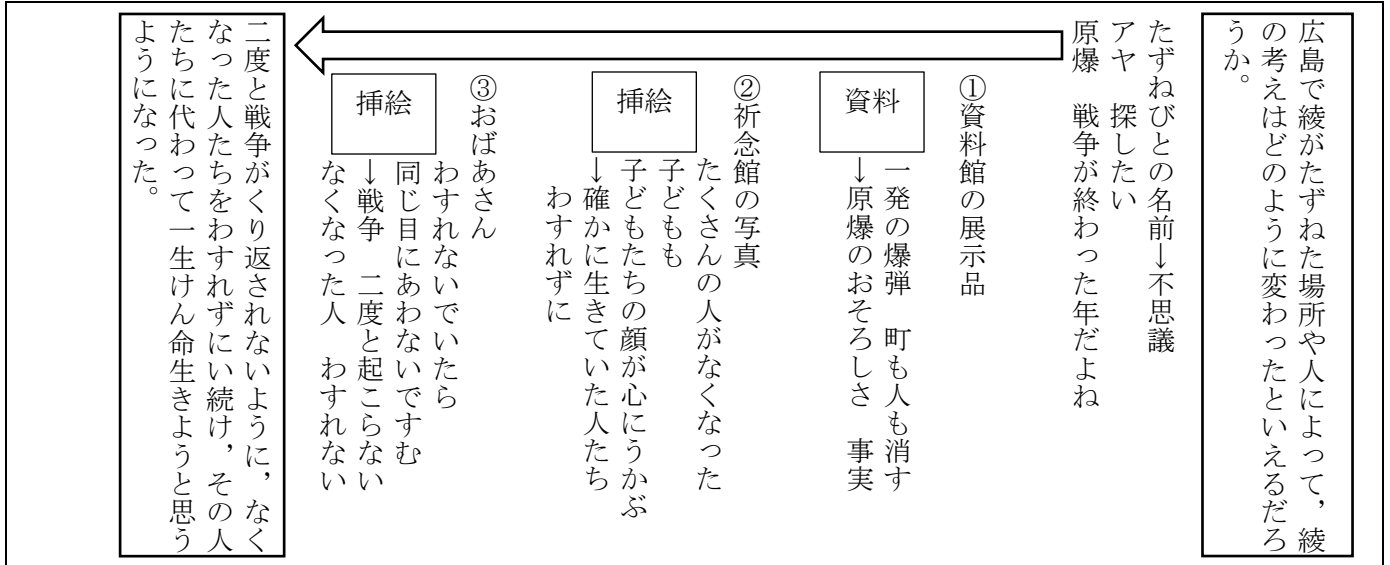 広島で綾がたずねた場所や人によって，綾
の考えはどのように変わったといえるだろ
うか。
たずねびとの名前→不思議
アヤ　探したい
原爆　戦争が終わった年だよね
①資料館の展示品
資料
一発の爆弾　町も人も消す
→原爆のおそろしさ　事実
②祈念館の写真
挿絵
たくさんの人がなくなった
子どもも
子どもたちの顔が心にうかぶ
→確かに生きていた人たち
わすれずに
③おばあさん
挿絵
わすれないでいたら
同じ目にあわないですむ
→戦争　二度と起こらない
なくなった人　わすれない
二度と戦争がくり返されないように，なく
なった人たちをわすれずにい続け，その人
たちに代わって一生けん命生きようと思う
ようになった。